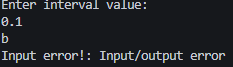 Enter interval value:
0.1
b
Input error!: Input/output error